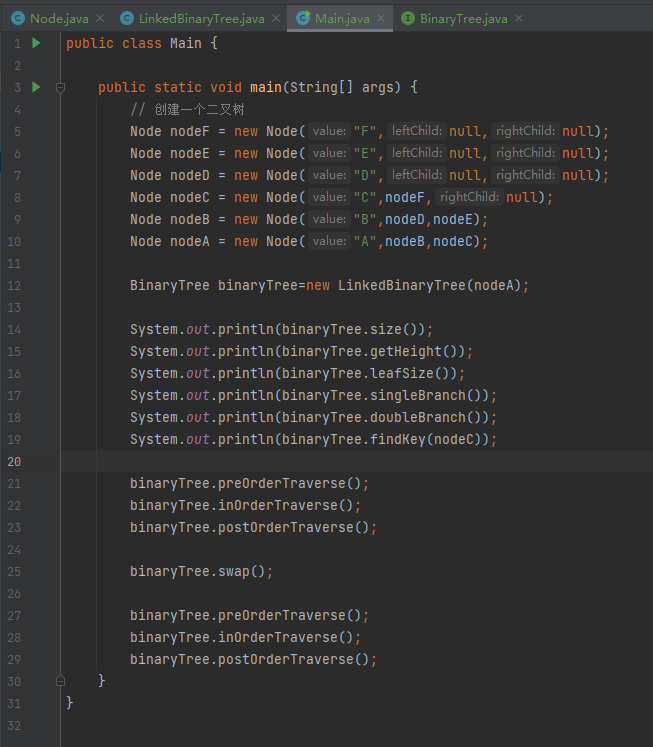 Node.java × LinkedBinaryTree.java × Main.java × BinaryTree.java ×
1 public class Main {
2
3 public static void main(String[] args) {
4 // 创建一个二叉树
5 Node nodeF = new Node( value: "F", leftChild: null, rightChild: null);
6 Node nodeE = new Node( value: "E", leftChild: null, rightChild: null);
7 Node nodeD = new Node( value: "D", leftChild: null, rightChild: null);
8 Node nodeC = new Node( value: "C",nodeF, rightChild: null);
9 Node nodeB = new Node( value: "B",nodeD,nodeE);
10 Node nodeA = new Node( value: "A",nodeB,nodeC);
11
12 BinaryTree binaryTree=new LinkedBinaryTree(nodeA);
13
14 System.out.println(binaryTree.size());
15 System.out.println(binaryTree.getHeight());
16 System.out.println(binaryTree.leafSize());
17 System.out.println(binaryTree.singleBranch());
18 System.out.println(binaryTree.doubleBranch());
19 System.out.println(binaryTree.findKey(nodeC));
20
21 binaryTree.preOrderTraverse();
22 binaryTree.inOrderTraverse();
23 binaryTree.postOrderTraverse();
24
25 binaryTree.swap();
26
27 binaryTree.preOrderTraverse();
28 binaryTree.inOrderTraverse();
29 binaryTree.postOrderTraverse();
30 }
31 }
32